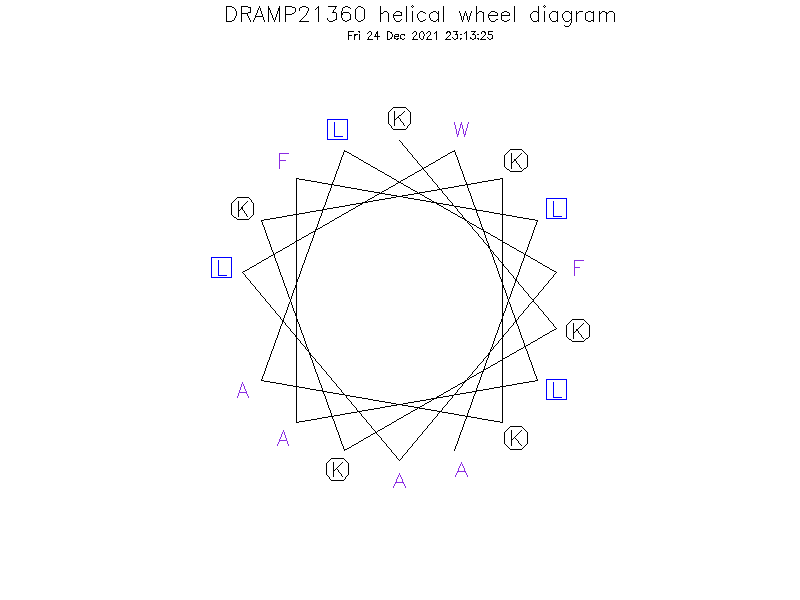 DRAMP21360 helical wheel diagram
Fri 24 Dec 2021 23:13:25
K
L W
F K
K L
L F
K
A L
A K
K A
A